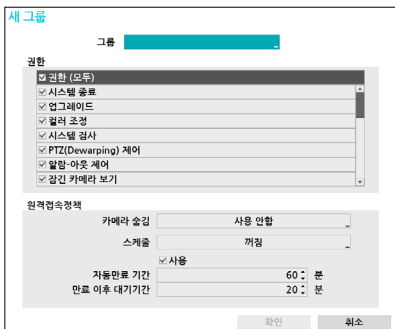 새 그룹
그룹
권한
권한 (모두)
시스템 종료
업그레이드
컬러 조정
시스템 검사
PTZ(Dewarping) 제어
알람-아웃 제어
잠긴 카메라 보기
원격접속정책
카메라 숨김 사용 안함
스케줄 꺼짐
사용
자동만료 기간 60 분
만료 이후 대기기간 20 분
확인 취소